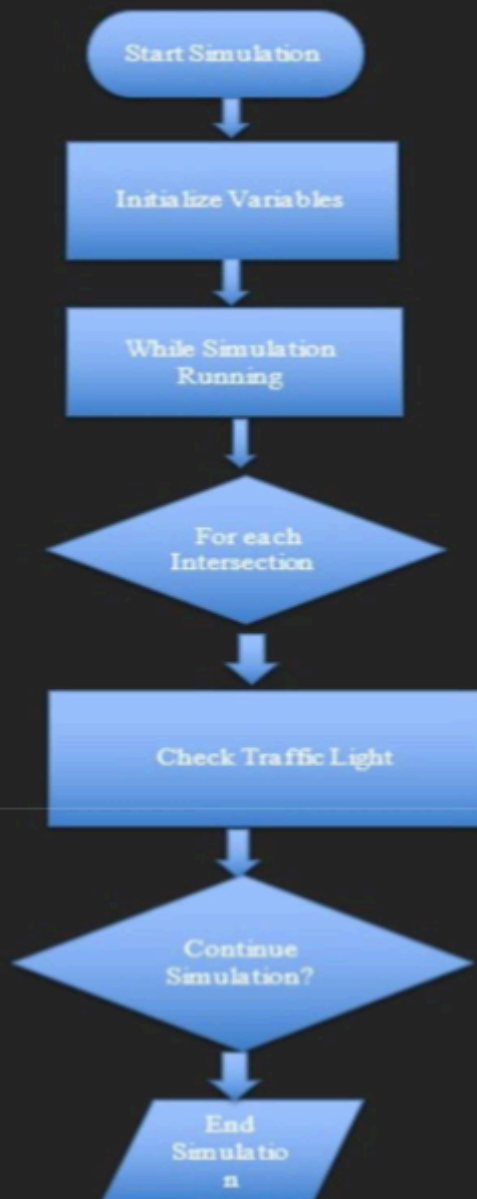 Start Simulation
Initialize Variables
While Simulation
Running
For each
Intersection
Check Traffic Light
Continue
Simulation?
End
Simulatio
n